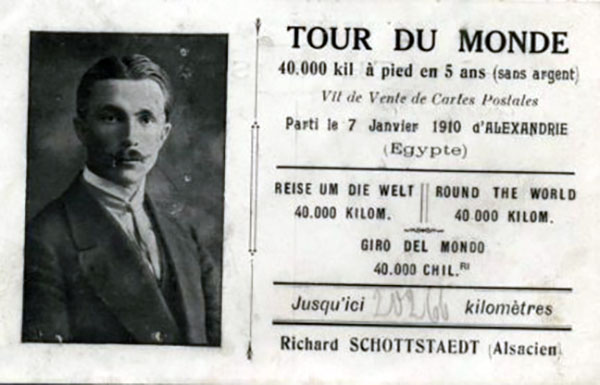 TOUR DU MONDE
40.000 kil à pied en 5 ans (sans argent)
Vit de Vente de Cartes Postales
Parti le 7 Janvier 1910 d'ALEXANDRIE
(Egypte)
REISE UM DIE WELT
40.000 KILOM.
ROUND THE WORLD
40.000 KILOM.
GIRO DEL MONDO
40.000 CHIL.RI
Jusqu'ici 20266 kilomètres
Richard SCHOTTSTAEDT (Alsacien)